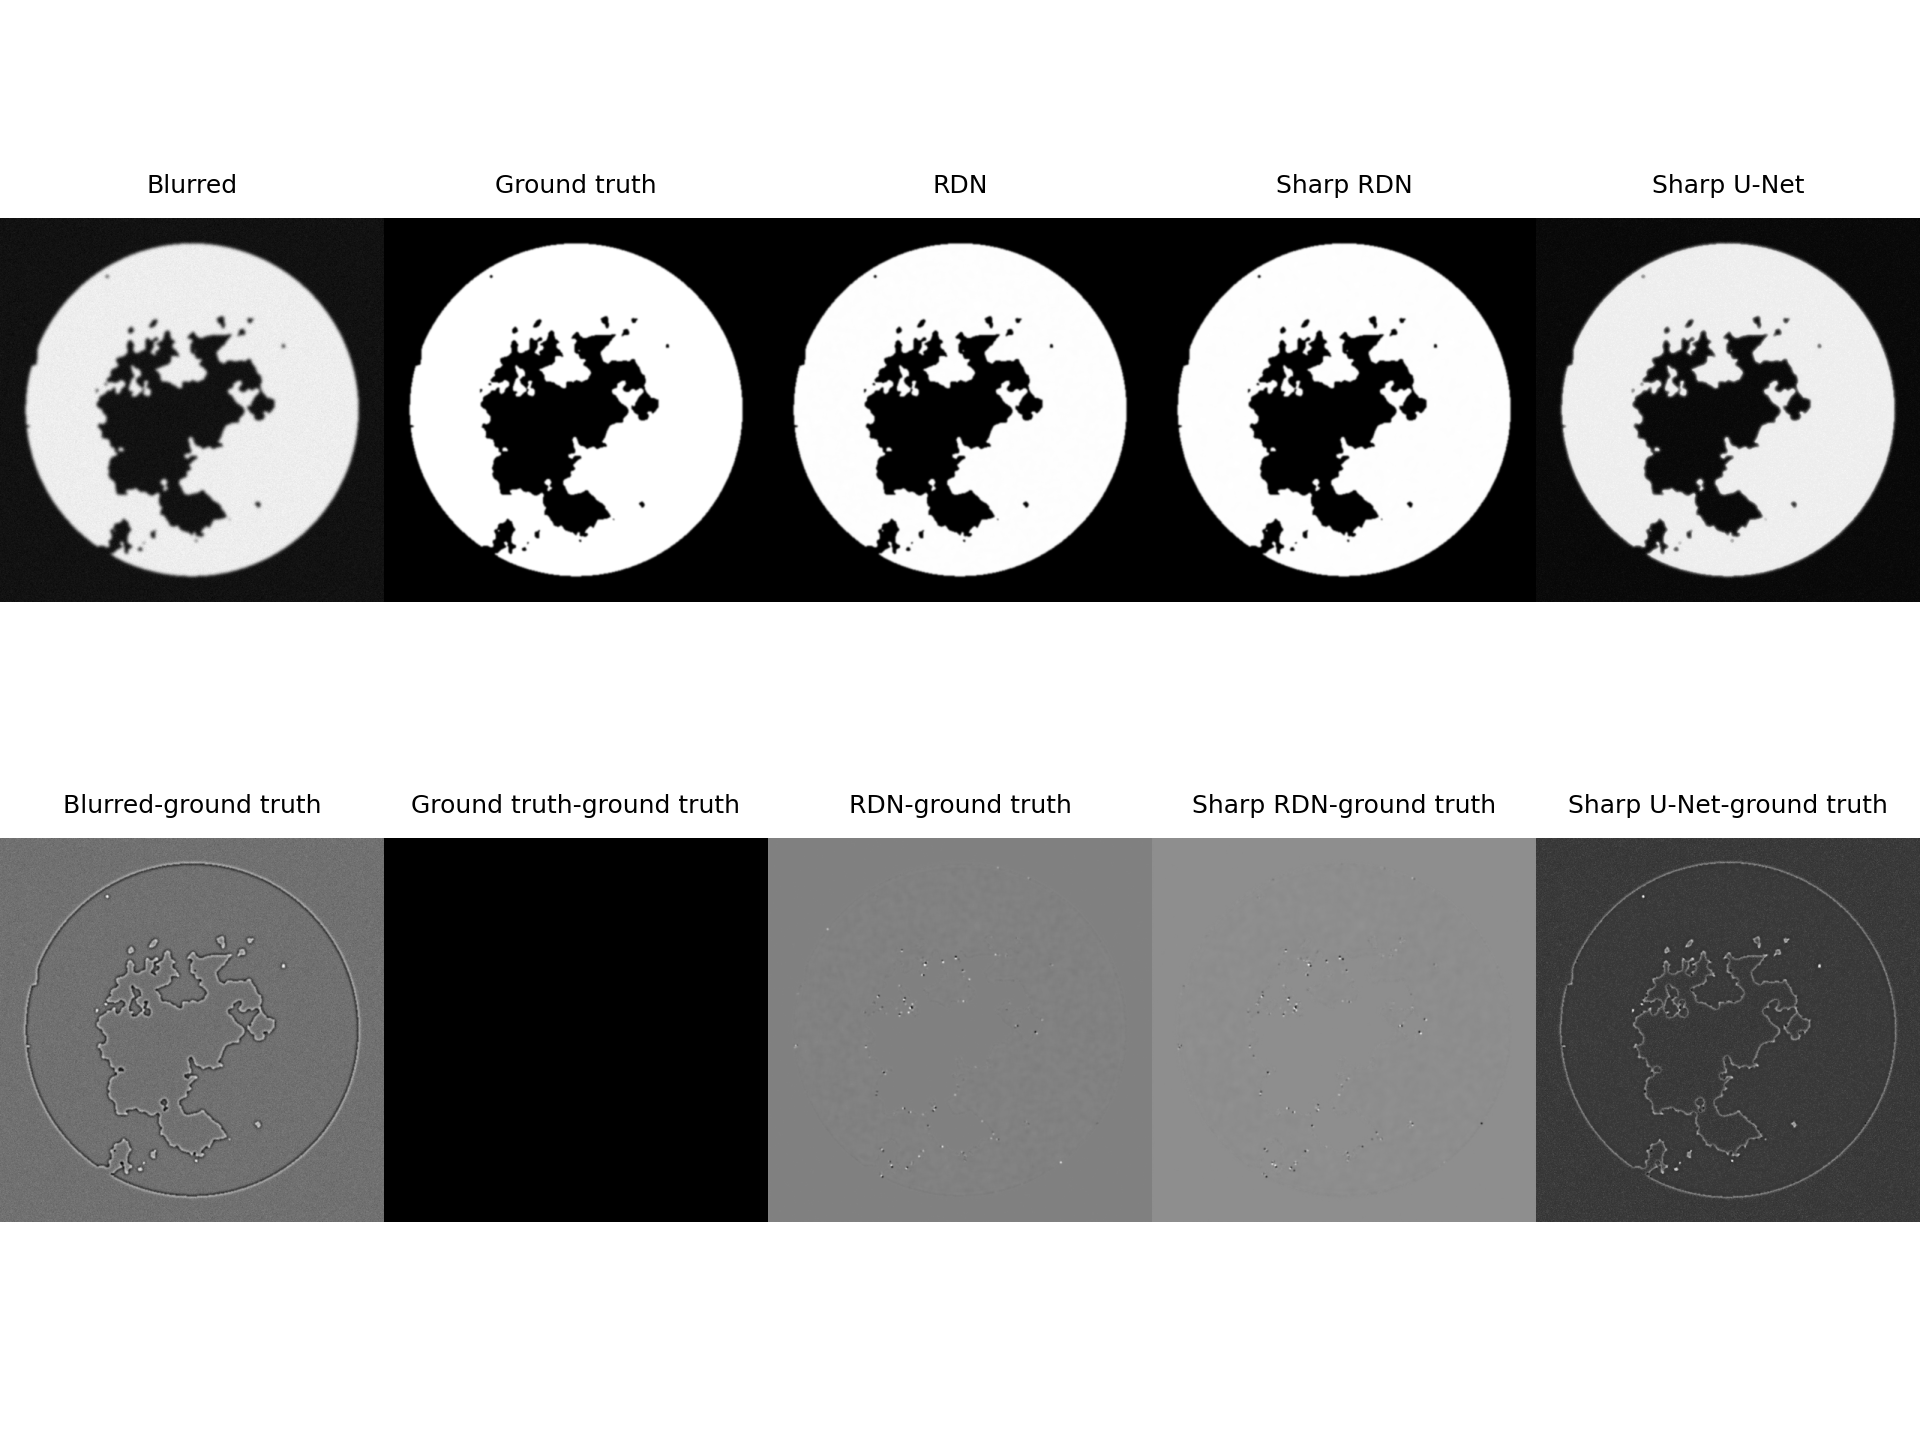 Blurred
Ground truth
RDN
Sharp RDN
Sharp U-Net
Blurred-ground truth
Ground truth-ground truth
RDN-ground truth
Sharp RDN-ground truth
Sharp U-Net-ground truth